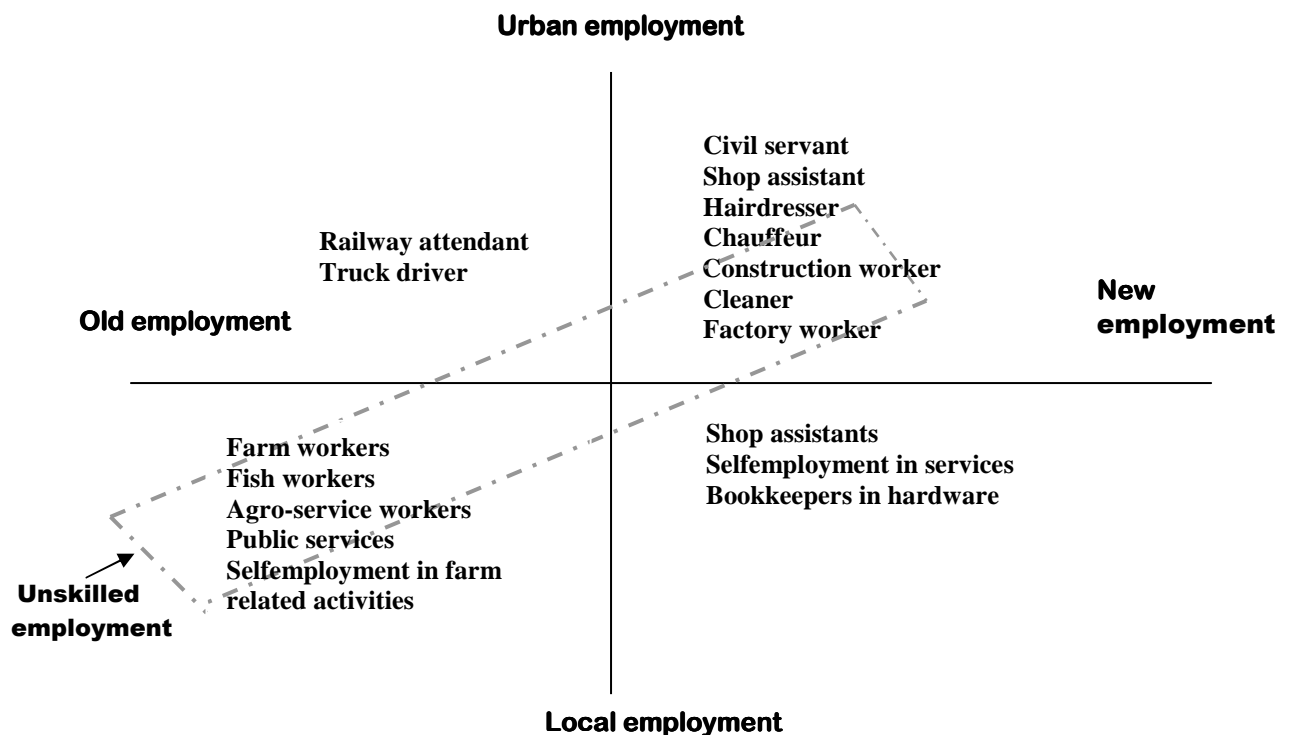 Urban employment
Civil servant
Shop assistant
Hairdresser
Chauffeur
Construction worker
Cleaner
Factory worker
Railway attendant
Truck driver
Old employment
New
employment
Farm workers
Fish workers
Agro-service workers
Public services
Selfemployment in farm
related activities
Shop assistants
Selfemployment in services
Bookkeepers in hardware
Unskilled
employment
Local employment